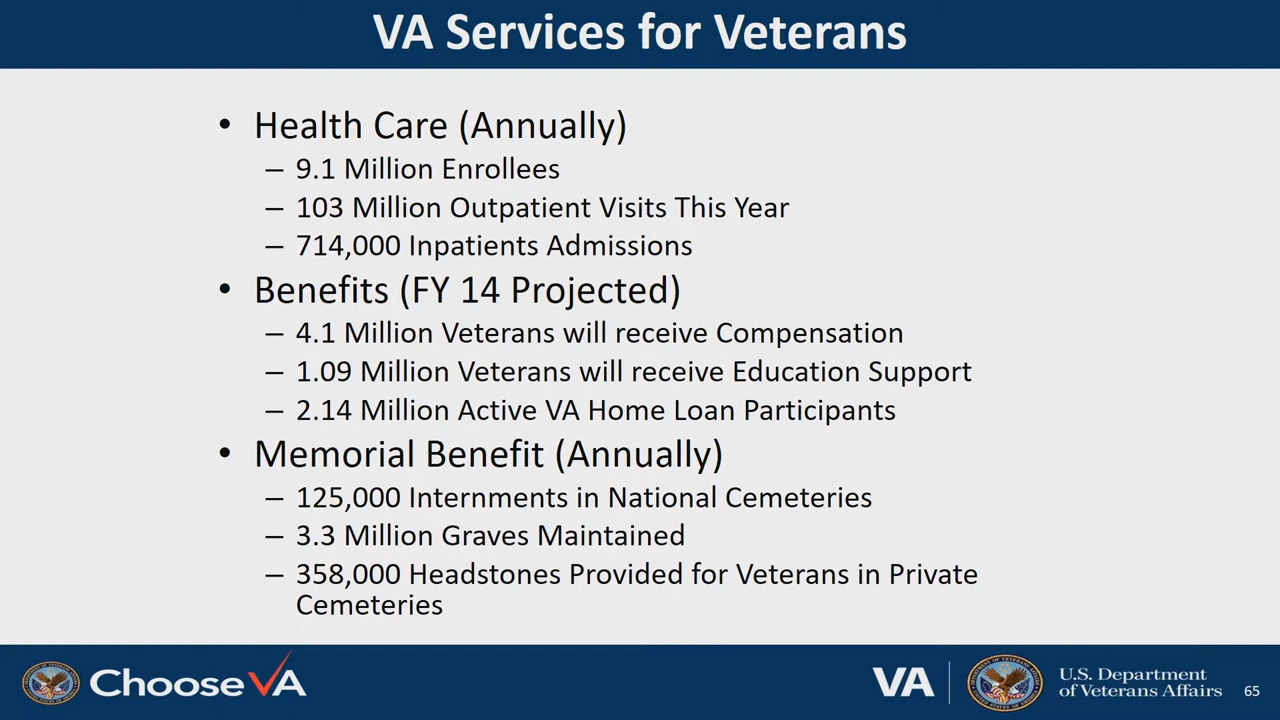 VA Services for Veterans
• Health Care (Annually)
– 9.1 Million Enrollees
– 103 Million Outpatient Visits This Year
– 714,000 Inpatients Admissions
• Benefits (FY 14 Projected)
– 4.1 Million Veterans will receive Compensation
– 1.09 Million Veterans will receive Education Support
– 2.14 Million Active VA Home Loan Participants
• Memorial Benefit (Annually)
– 125,000 Internments in National Cemeteries
– 3.3 Million Graves Maintained
– 358,000 Headstones Provided for Veterans in Private
Cemeteries
Choose VA
VA
U.S. Department
of Veterans Affairs
65